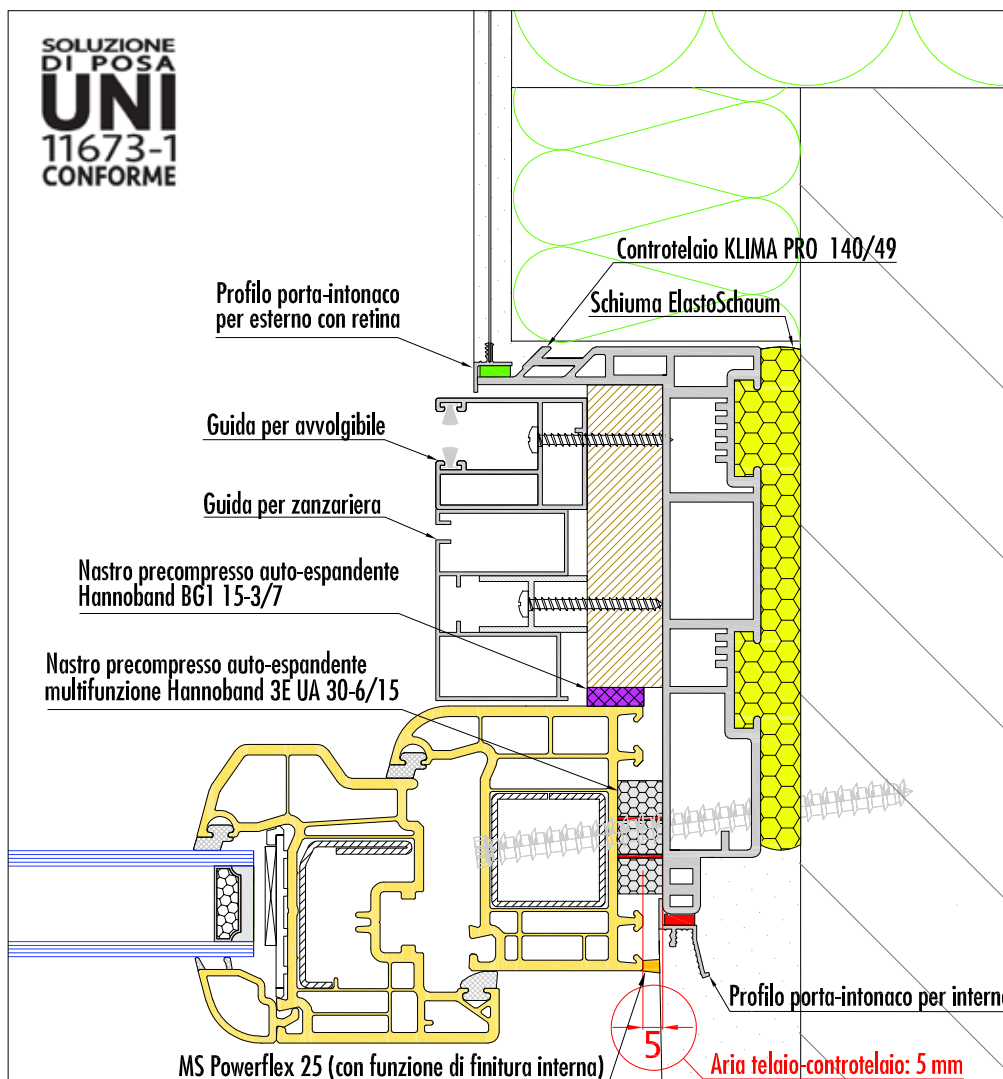 SOLUZIONE
DI POSA
UNI
11673-1
CONFORME
Controtelaio KLIMA PRO 140/49
Schiuma ElastoSchaum
Profilo porta-intonaco
per esterno con retina
Guida per avvolgibile
Guida per zanzariera
Nastro precompresso auto-espandente
Hannoband BG1 15-3/7
Nastro precompresso auto-espandente
multifunzione Hannoband 3E UA 30-6/15
Profilo porta-intonaco per interno
5
MS Powerflex 25 (con funzione di finitura interna)
Aria telaio-controtelaio: 5 mm